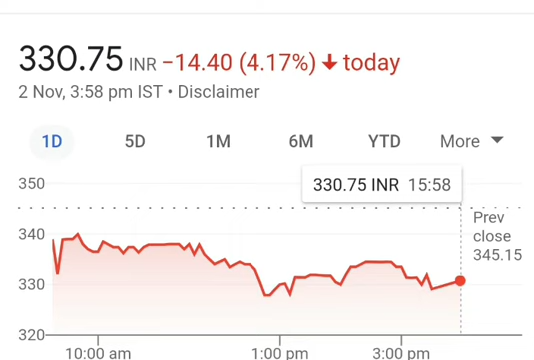 330.75 INR −14.40 (4.17%) ↓ today
2 Nov, 3:58 pm IST • Disclaimer
1D 5D 1M 6M YTD More
330.75 INR 15:58
350
340
330
320
Prev
close
345.15
10:00 am 1:00 pm 3:00 pm